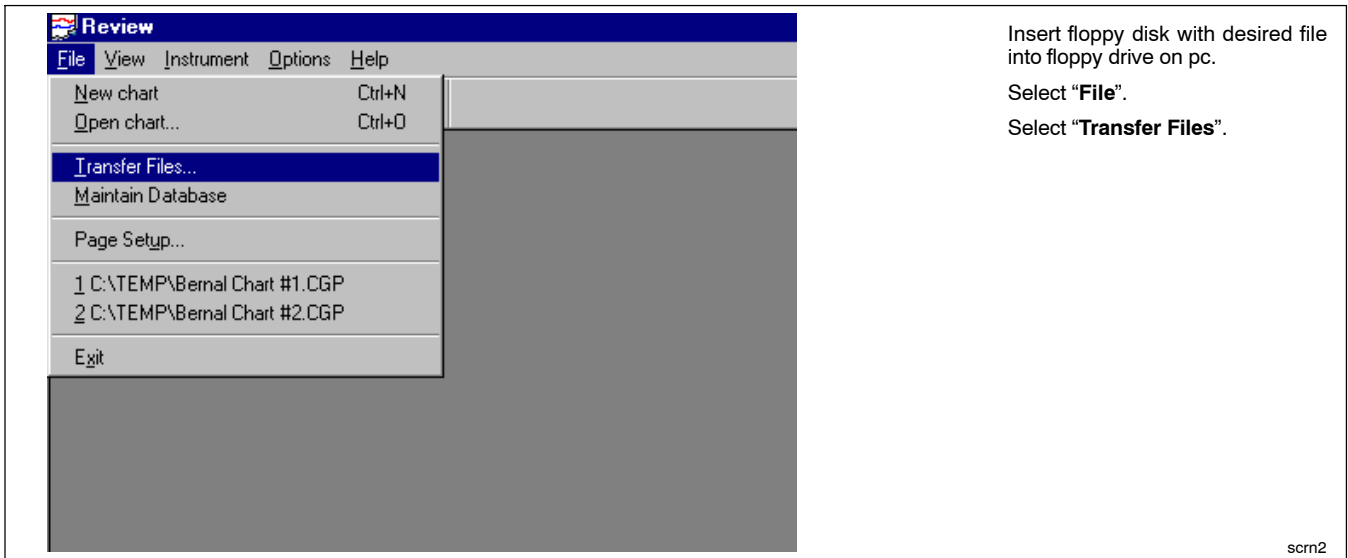 Review
File View Instrument Options Help
New chart Ctrl+N
Open chart... Ctrl+O
Transfer Files...
Maintain Database
Page Setup...
1 C:\TEMP\Bernal Chart #1.CGP
2 C:\TEMP\Bernal Chart #2.CGP
Exit
Insert floppy disk with desired file
into floppy drive on pc.
Select “File”.
Select “Transfer Files”.
scrn2